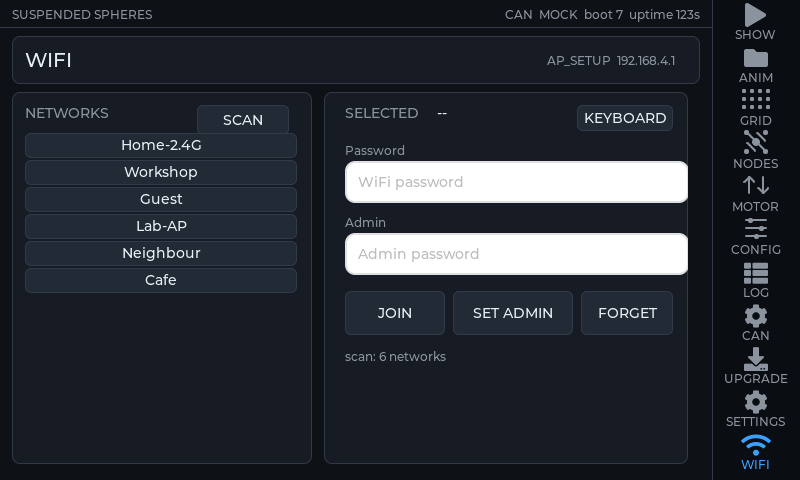 SUSPENDED SPHERES
CAN MOCK boot 7 uptime 123s
WIFI
AP_SETUP 192.168.4.1
NETWORKS
SCAN
Home-2.4G
Workshop
Guest
Lab-AP
Neighbour
Cafe
SELECTED --
KEYBOARD
Password
WiFi password
Admin
Admin password
JOIN
SET ADMIN
FORGET
scan: 6 networks
SHOW
ANIM
GRID
NODES
MOTOR
CONFIG
LOG
CAN
UPGRADE
SETTINGS
WIFI